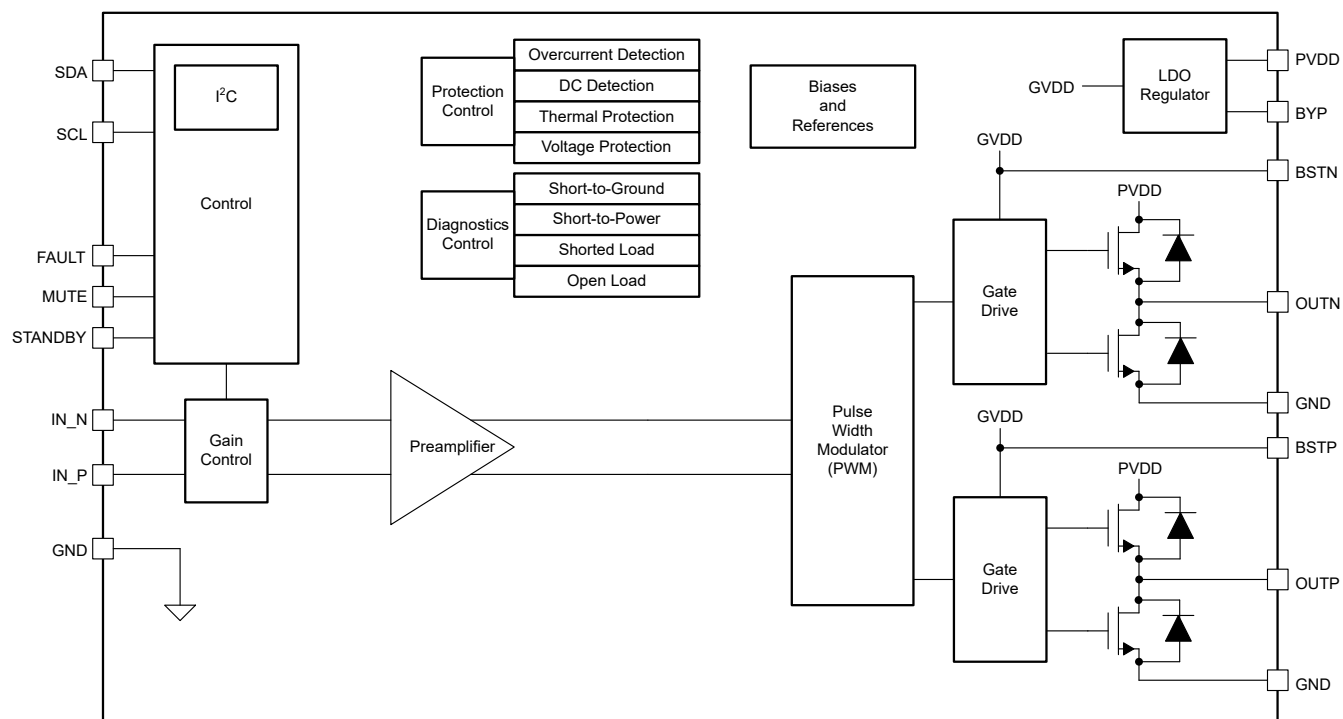 SDA
SCL
FAULT
MUTE
STANDBY
IN_N
IN_P
GND
I²C
Control
Gain
Control
Protection
Control
Overcurrent Detection
DC Detection
Thermal Protection
Voltage Protection
Diagnostics
Control
Short-to-Ground
Short-to-Power
Shorted Load
Open Load
Biases
and
References
Preamplifier
Pulse
Width
Modulator
(PWM)
GVDD
LDO
Regulator
PVDD
BYP
GVDD
BSTN
PVDD
Gate
Drive
OUTN
GND
GVDD
BSTP
PVDD
Gate
Drive
OUTP
GND